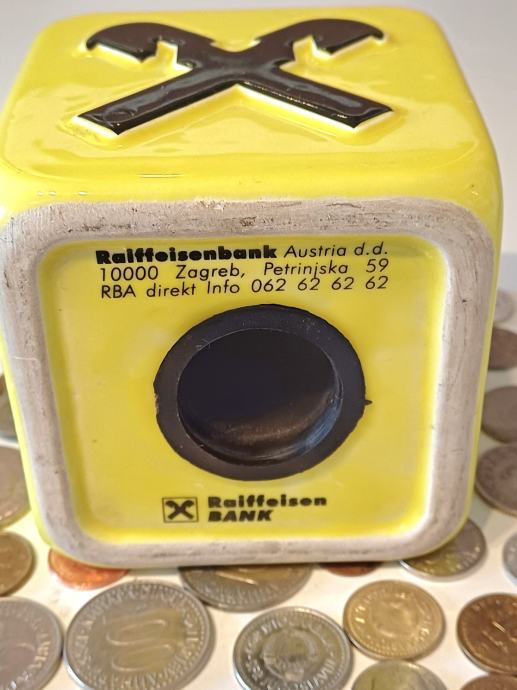 Raiffeisenbank Austria d.d.
10000 Zagreb, Petrinjska 59
RBA direkt Info 062 62 62 62
Raiffeisen
BANK